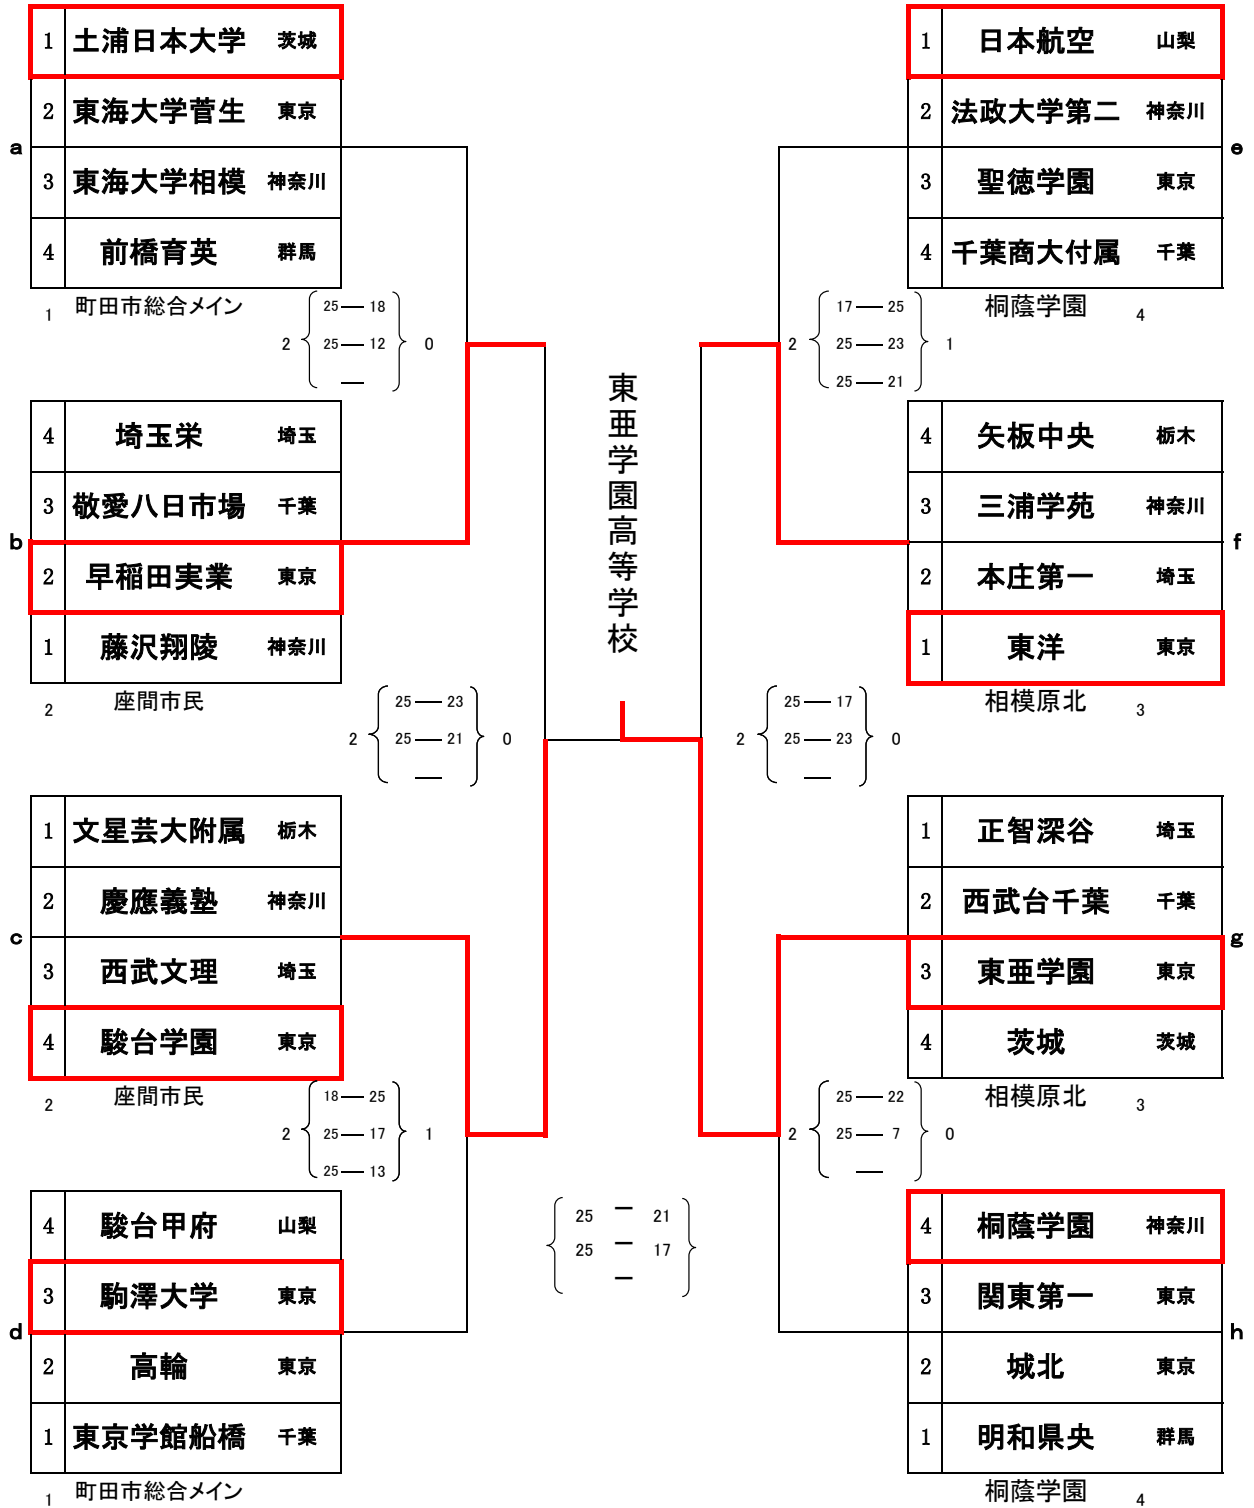 a
1 土浦日本大学 茨城
2 東海大学菅生 東京
3 東海大学相模 神奈川
4 前橋育英 群馬
1 町田市総合メイン
2 25 — 18 0
25 — 12
—
b
4 埼玉栄 埼玉
3 敬愛八日市場 千葉
2 早稲田実業 東京
1 藤沢翔陵 神奈川
2 座間市民
2 25 — 23 0
25 — 21
—
c
1 文星芸大附属 栃木
2 慶應義塾 神奈川
3 西武文理 埼玉
4 駿台学園 東京
2 座間市民
2 18 — 25 1
25 — 17
25 — 13
d
4 駿台甲府 山梨
3 駒澤大学 東京
2 高輪 東京
1 東京学館船橋 千葉
1 町田市総合メイン
東亜学園高等学校
25 — 21
25 — 17
—
e
1 日本航空 山梨
2 法政大学第二 神奈川
3 聖徳学園 東京
4 千葉商大付属 千葉
桐蔭学園 4
2 17 — 25 1
25 — 23
25 — 21
f
4 矢板中央 栃木
3 三浦学苑 神奈川
2 本庄第一 埼玉
1 東洋 東京
相模原北 3
2 25 — 17 0
25 — 23
—
g
1 正智深谷 埼玉
2 西武台千葉 千葉
3 東亜学園 東京
4 茨城 茨城
相模原北 3
2 25 — 22 0
25 — 7
—
h
4 桐蔭学園 神奈川
3 関東第一 東京
2 城北 東京
1 明和県央 群馬
桐蔭学園 4